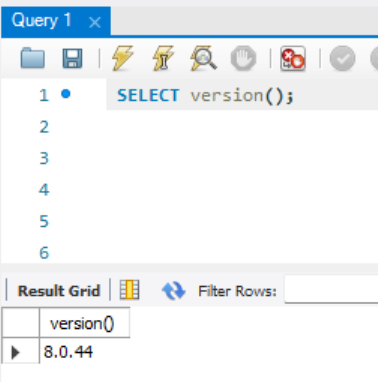 Query 1
1 SELECT version();
2
3
4
5
6
Result Grid Filter Rows:
version()
8.0.44